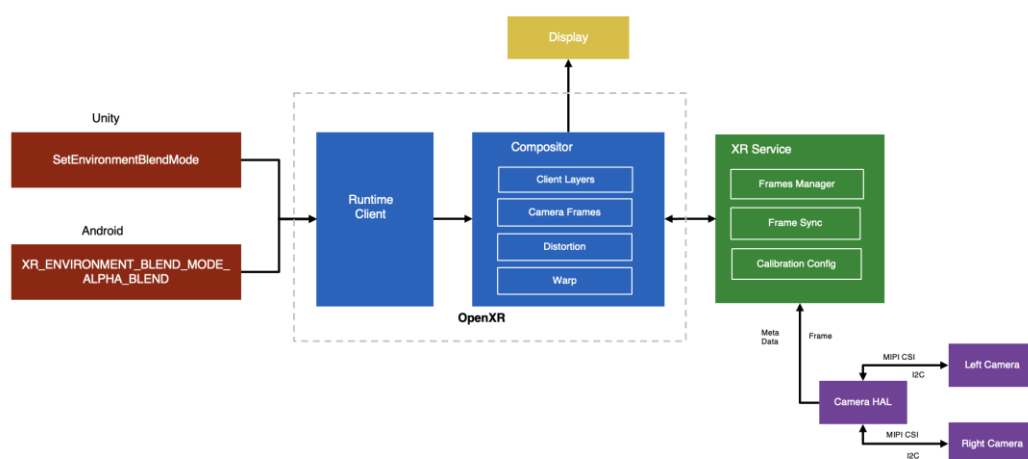 Display
Unity
SetEnvironmentBlendMode
Android
XR_ENVIRONMENT_BLEND_MODE_
ALPHA_BLEND
Runtime
Client
Compositor
Client Layers
Camera Frames
Distortion
Warp
OpenXR
XR Service
Frames Manager
Frame Sync
Calibration Config
Meta
Data
Frame
Camera HAL
MIPI CSI
I2C
Left Camera
MIPI CSI
I2C
Right Camera